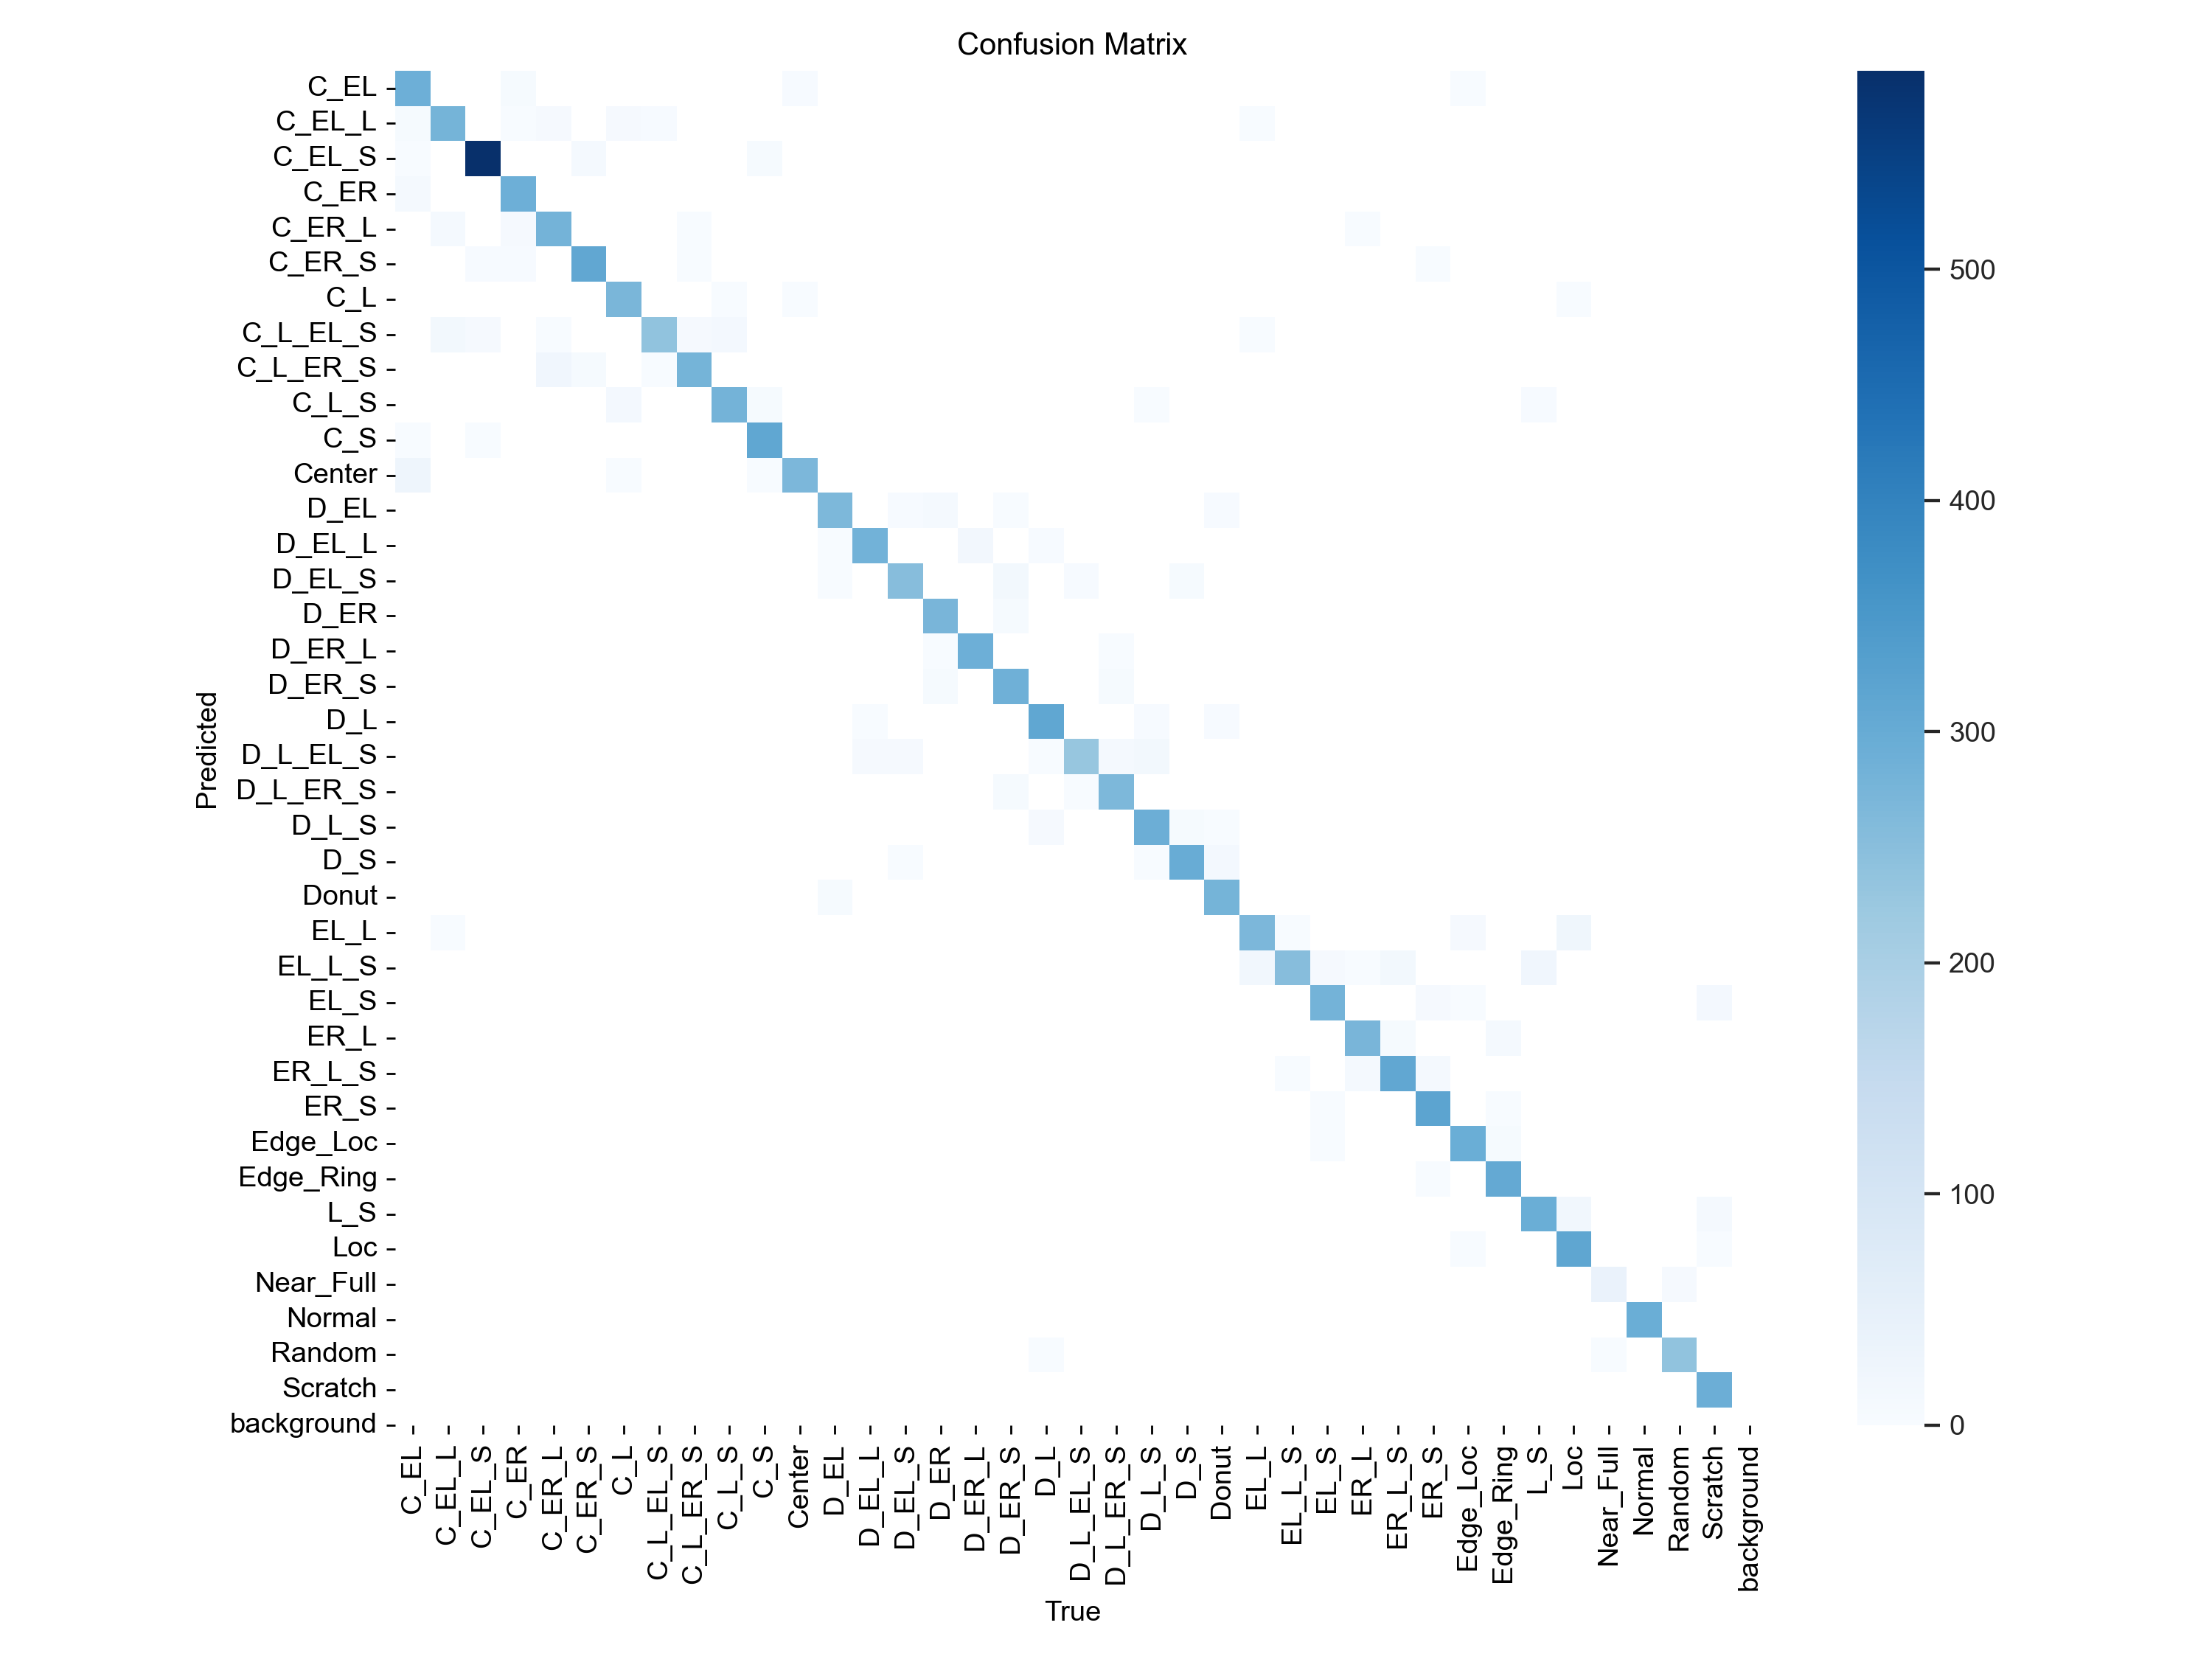 Confusion Matrix
C_EL
C_EL_L
C_EL_S
C_ER
C_ER_L
C_ER_S
C_L
C_L_EL_S
C_L_ER_S
C_L_S
C_S
Center
D_EL
D_EL_L
D_EL_S
D_ER
D_ER_L
D_ER_S
D_L
D_L_EL_S
D_L_ER_S
D_L_S
D_S
Donut
EL_L
EL_L_S
EL_S
ER_L
ER_L_S
ER_S
Edge_Loc
Edge_Ring
L_S
Loc
Near_Full
Normal
Random
Scratch
background
Predicted
C_EL
C_EL_L
C_EL_S
C_ER
C_ER_L
C_ER_S
C_L
C_L_EL_S
C_L_ER_S
C_L_S
C_S
Center
D_EL
D_EL_L
D_EL_S
D_ER
D_ER_L
D_ER_S
D_L
D_L_EL_S
D_L_ER_S
D_L_S
D_S
Donut
EL_L
EL_L_S
EL_S
ER_L
ER_L_S
ER_S
Edge_Loc
Edge_Ring
L_S
Loc
Near_Full
Normal
Random
Scratch
background
True
500
400
300
200
100
0